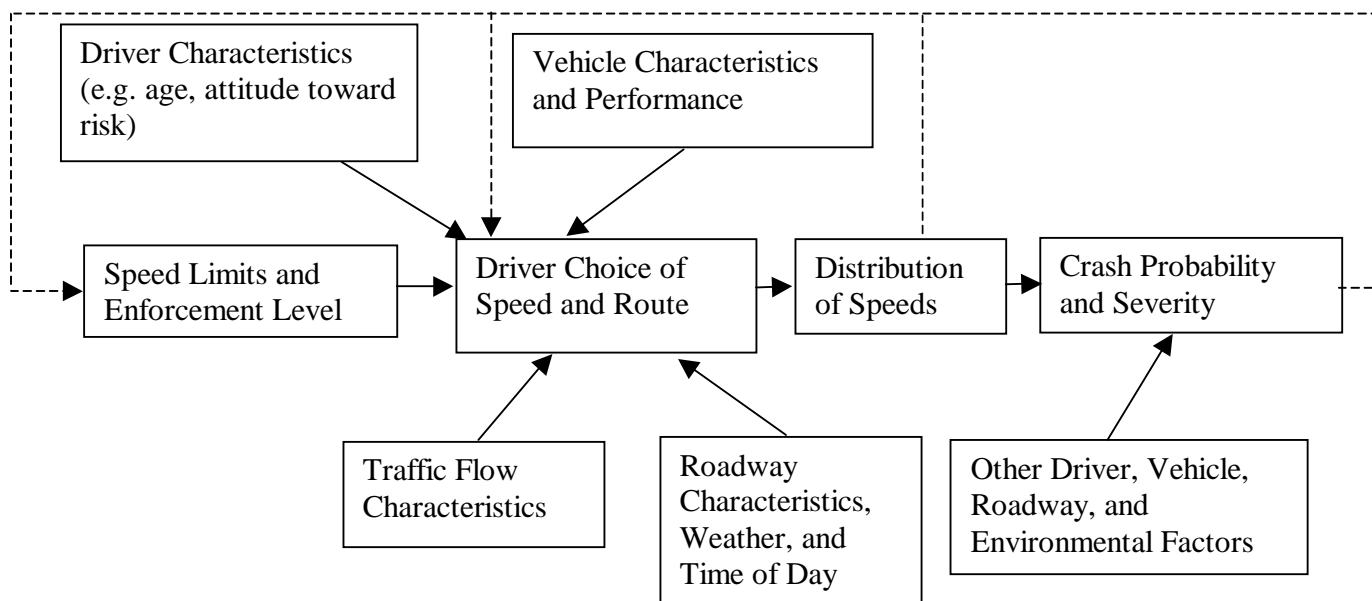 Driver Characteristics
(e.g. age, attitude toward
risk)
Vehicle Characteristics
and Performance
Speed Limits and
Enforcement Level
Driver Choice of
Speed and Route
Distribution
of Speeds
Crash Probability
and Severity
Traffic Flow
Characteristics
Roadway
Characteristics,
Weather, and
Time of Day
Other Driver, Vehicle,
Roadway, and
Environmental Factors